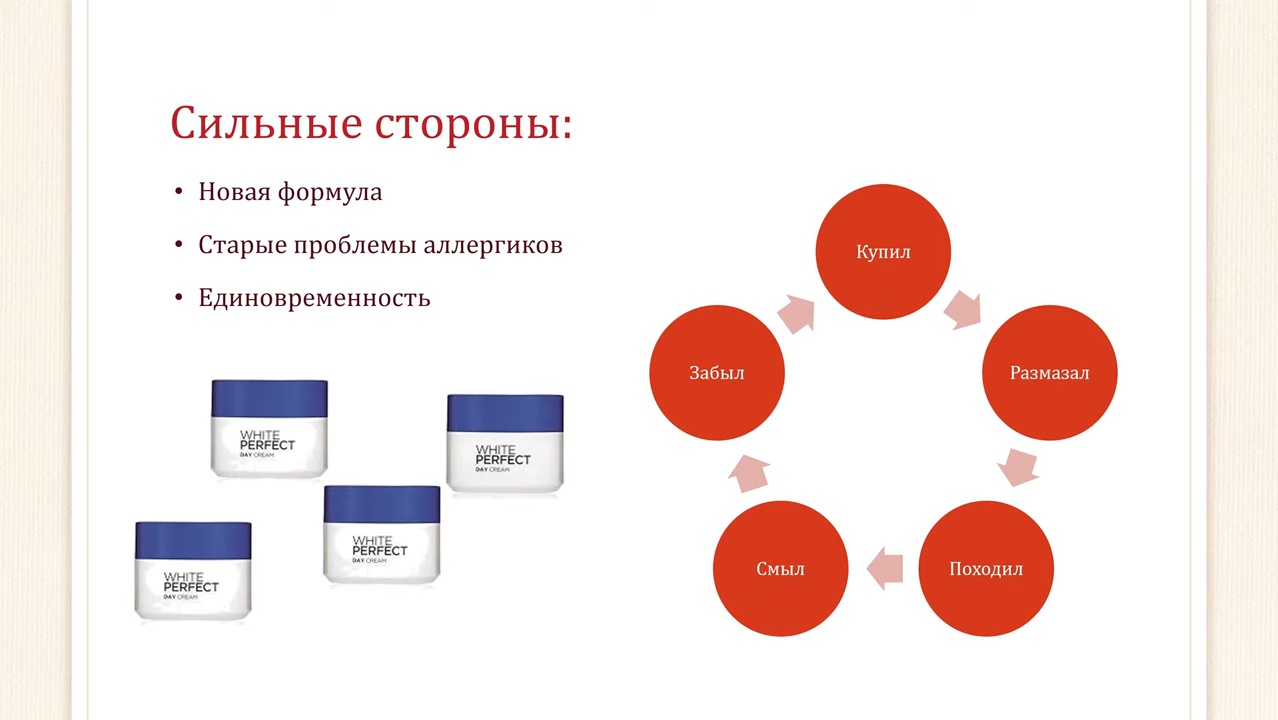 Сильные стороны:
• Новая формула
• Старые проблемы аллергиков
• Единовременность
Купил
Размазал
Походил
Смыл
Забыл
WHITE
PERFECT
DAY CREAM
WHITE
PERFECT
DAY CREAM
WHITE
PERFECT
DAY CREAM
WHITE
PERFECT
DAY CREAM